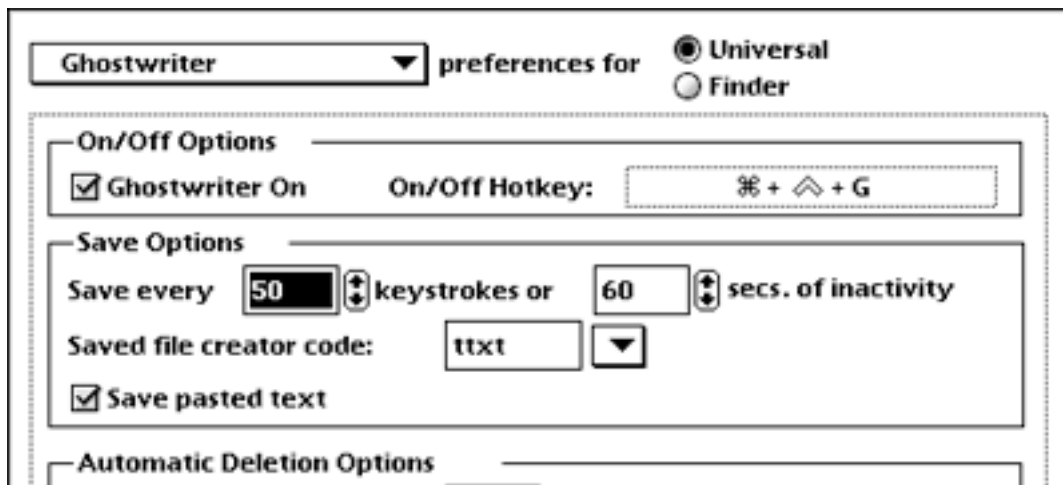 Ghostwriter preferences for
Universal
Finder
On/Off Options
Ghostwriter On On/Off Hotkey: ⌘ + ^ + G
Save Options
Save every 50 keystrokes or 60 secs. of inactivity
Saved file creator code: ttxt
Save pasted text
Automatic Deletion Options